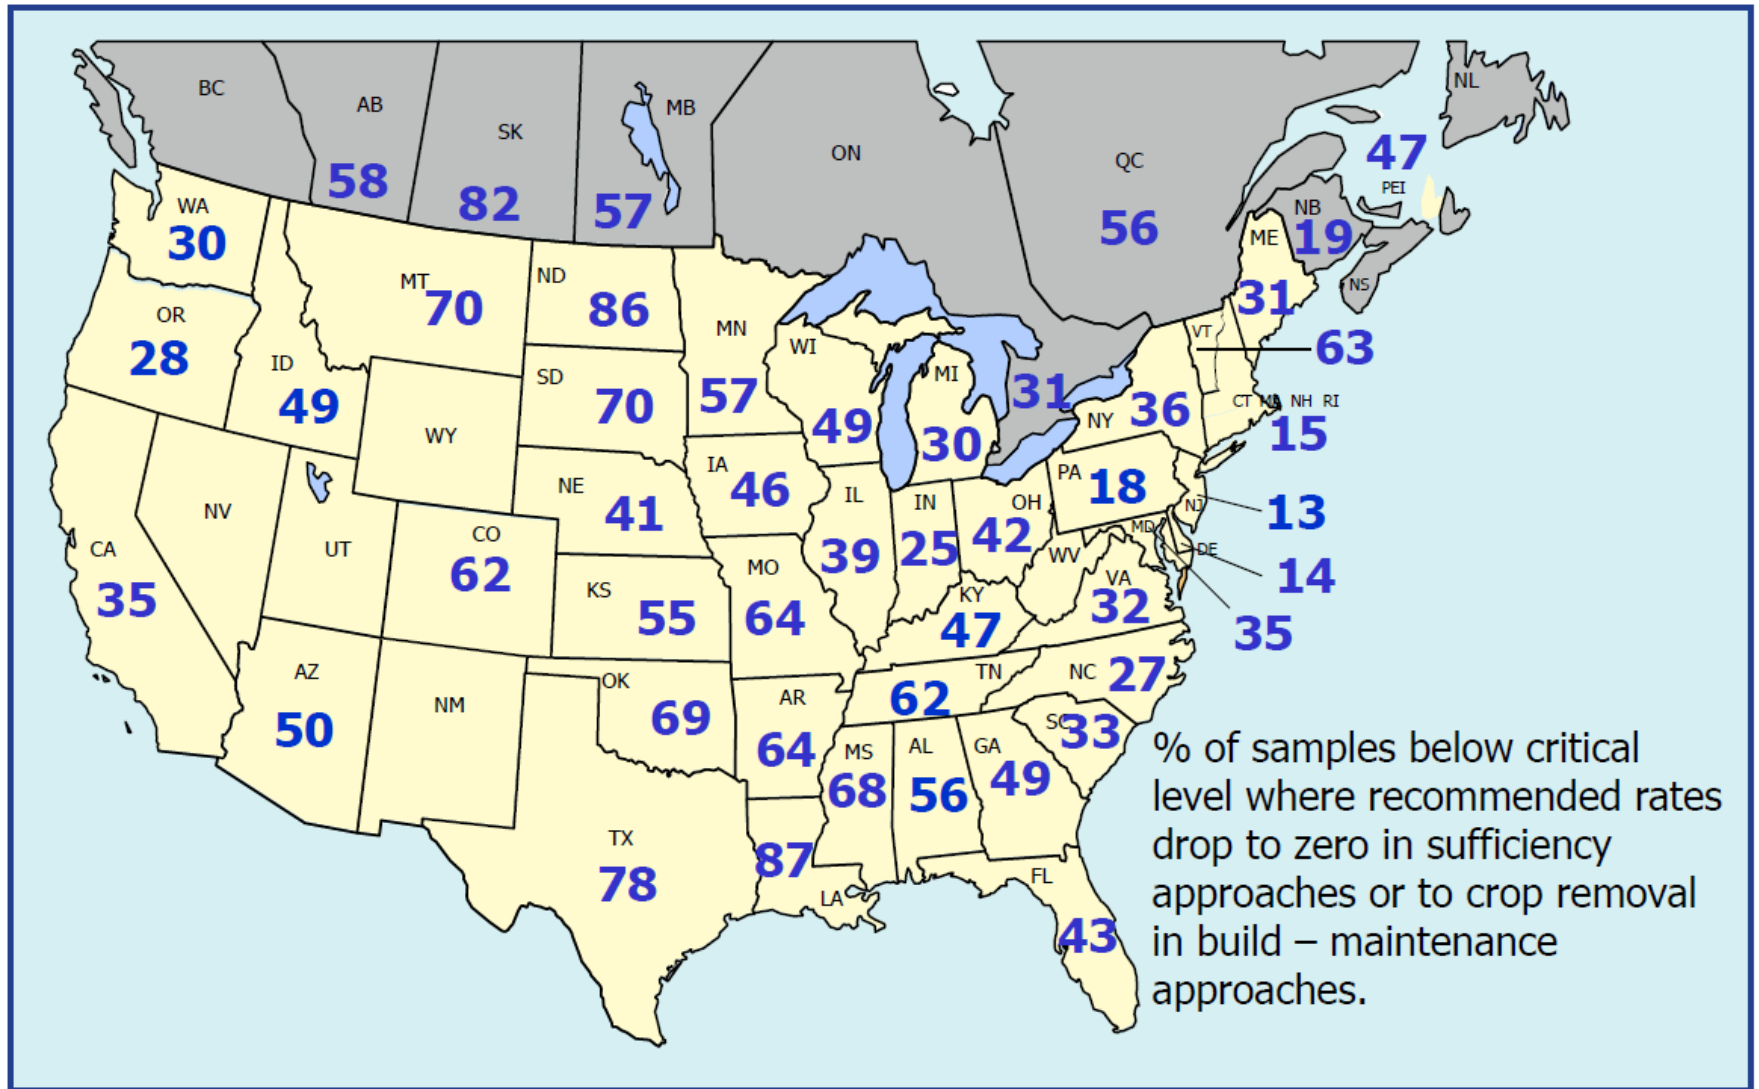 BC
AB
SK
MB
ON
QC
NL
58
82
57
56
47
PEI
NB
19
NS
WA
30
MT
70
ND
86
MN
57
ME
31
OR
28
ID
49
SD
70
WI
49
MI
30
31
NY
36
VT
63
CT MA NH RI
15
WY
NE
41
IA
46
IL
39
IN
25
OH
42
PA
18
NJ
13
NV
UT
CO
62
CA
35
KS
55
MO
64
KY
47
WV
VA
32
MD
DE
14
35
AZ
50
NM
OK
69
AR
64
TN
62
NC
27
SC
33
MS
68
AL
56
GA
49
TX
78
87
LA
FL
43
% of samples below critical
level where recommended rates
drop to zero in sufficiency
approaches or to crop removal
in build – maintenance
approaches.